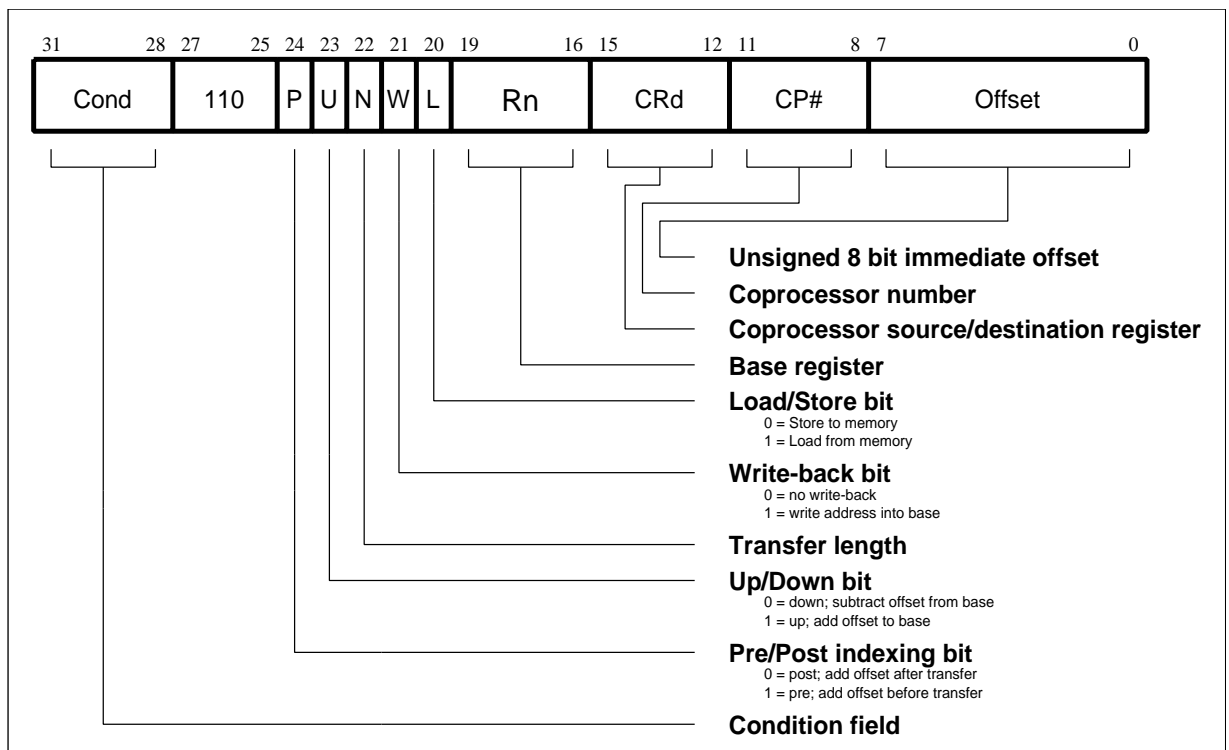 31 28 27 25 24 23 22 21 20 19 16 15 12 11 8 7 0
Cond 110 P U N W L Rn CRd CP# Offset
Unsigned 8 bit immediate offset
Coprocessor number
Coprocessor source/destination register
Base register
Load/Store bit
0 = Store to memory
1 = Load from memory
Write-back bit
0 = no write-back
1 = write address into base
Transfer length
Up/Down bit
0 = down; subtract offset from base
1 = up; add offset to base
Pre/Post indexing bit
0 = post; add offset after transfer
1 = pre; add offset before transfer
Condition field